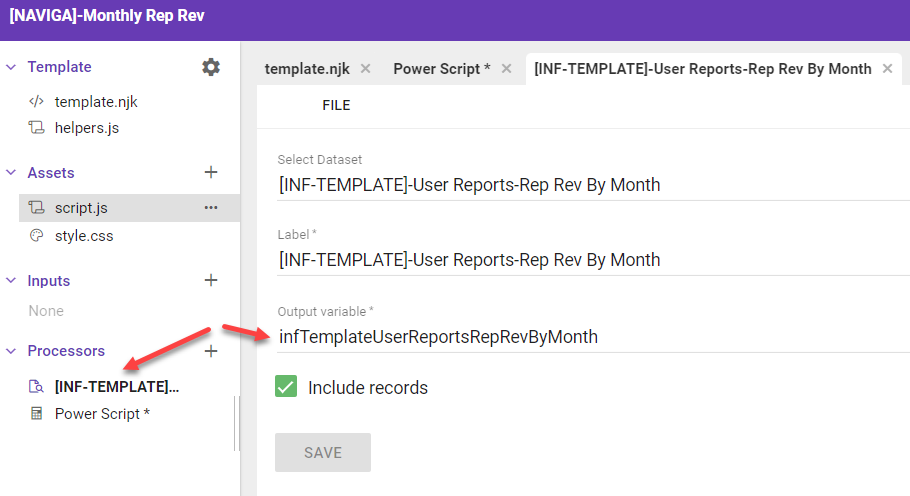 [NAVIGA]-Monthly Rep Rev
Template
template.njk
helpers.js
Assets
script.js
style.css
Inputs
None
Processors
[INF-TEMPLATE]...
Power Script *
template.njk Power Script * [INF-TEMPLATE]-User Reports-Rep Rev By Month
FILE
Select Dataset
[INF-TEMPLATE]-User Reports-Rep Rev By Month
Label *
[INF-TEMPLATE]-User Reports-Rep Rev By Month
Output variable *
infTemplateUserReportsRepRevByMonth
Include records
SAVE